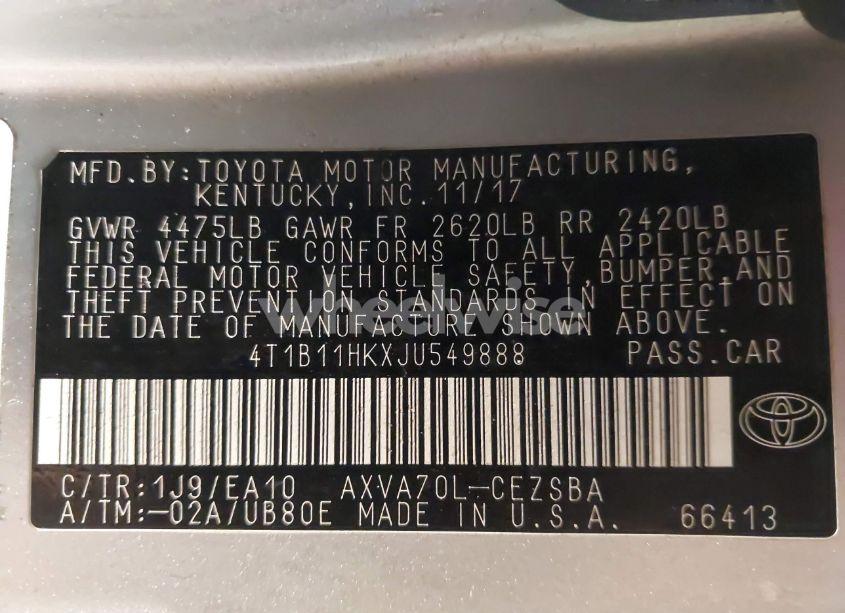 MFD.BY:TOYOTA MOTOR MANUFACTURING,
KENTUCKY,INC. 11/17
GVWR 4475LB GAWR FR 2620LB RR 2420LB
THIS VEHICLE CONFORMS TO ALL APPLICABLE
FEDERAL MOTOR VEHICLE SAFETY,BUMPER,AND
THEFT PREVENTION STANDARDS IN EFFECT ON
THE DATE OF MANUFACTURE SHOWN ABOVE.
wheelwise
4T1B11HKXJU549888 PASS.CAR
C/TR:1J9/EA10 AXVA70L-CEZSBA
A/TM:-02A/UB80E MADE IN U.S.A. 66413